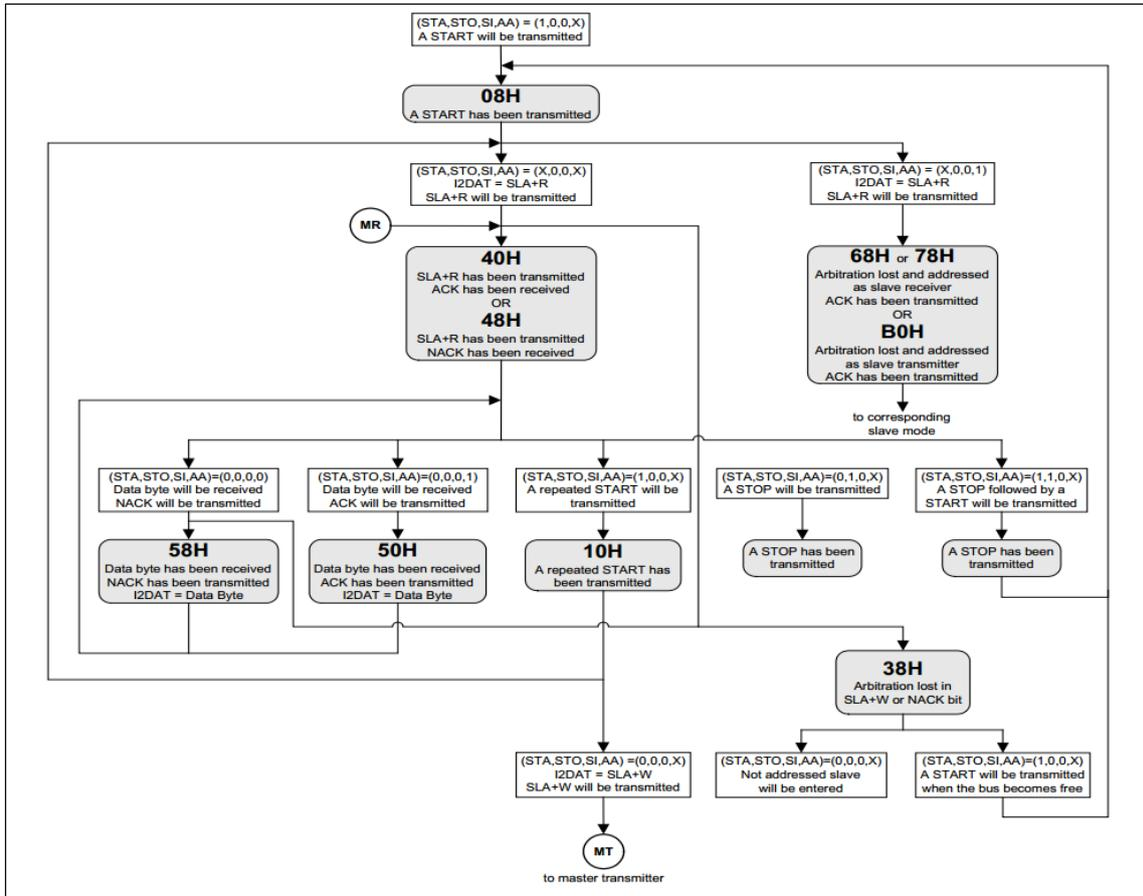 (STA,STO,SI,AA) = (1,0,0,X)
A START will be transmitted
08H
A START has been transmitted
(STA,STO,SI,AA) = (X,0,0,X)
I2DAT = SLA+R
SLA+R will be transmitted
(STA,STO,SI,AA) = (X,0,0,1)
I2DAT = SLA+R
SLA+R will be transmitted
MR
40H
SLA+R has been transmitted
ACK has been received
OR
48H
SLA+R has been transmitted
NACK has been received
68H or 78H
Arbitration lost and addressed
as slave receiver
ACK has been transmitted
OR
B0H
Arbitration lost and addressed
as slave transmitter
ACK has been transmitted
to corresponding
slave mode
(STA,STO,SI,AA)=(0,0,0,0)
Data byte will be received
NACK will be transmitted
(STA,STO,SI,AA)=(0,0,0,1)
Data byte will be received
ACK will be transmitted
(STA,STO,SI,AA)=(1,0,0,X)
A repeated START will be
transmitted
(STA,STO,SI,AA)=(0,1,0,X)
A STOP will be transmitted
(STA,STO,SI,AA)=(1,1,0,X)
A STOP followed by a
START will be transmitted
58H
Data byte has been received
NACK has been transmitted
I2DAT = Data Byte
50H
Data byte has been received
ACK has been transmitted
I2DAT = Data Byte
10H
A repeated START has
been transmitted
A STOP has been
transmitted
A STOP has been
transmitted
38H
Arbitration lost in
SLA+W or NACK bit
(STA,STO,SI,AA) =(0,0,0,X)
I2DAT = SLA+W
SLA+W will be transmitted
(STA,STO,SI,AA)=(0,0,0,X)
Not addressed slave
will be entered
(STA,STO,SI,AA)=(1,0,0,X)
A START will be transmitted
when the bus becomes free
MT
to master transmitter